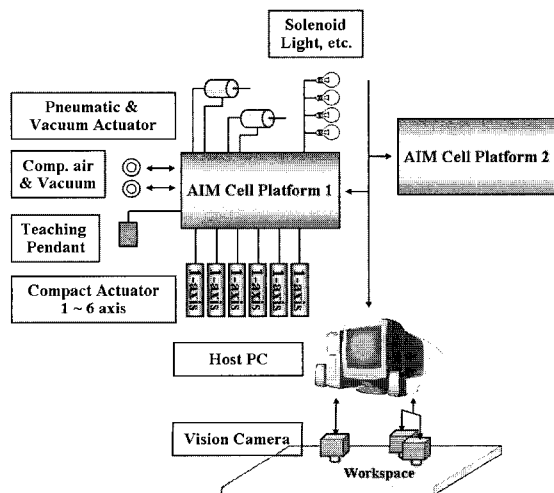 Solenoid
Light, etc.
Pneumatic &
Vacuum Actuator
AIM Cell Platform 2
Comp. air
& Vacuum
AIM Cell Platform 1
Teaching
Pendant
1-axis
1-axis
1-axis
1-axis
1-axis
1-axis
Compact Actuator
1 ~ 6 axis
Host PC
Vision Camera
Workspace